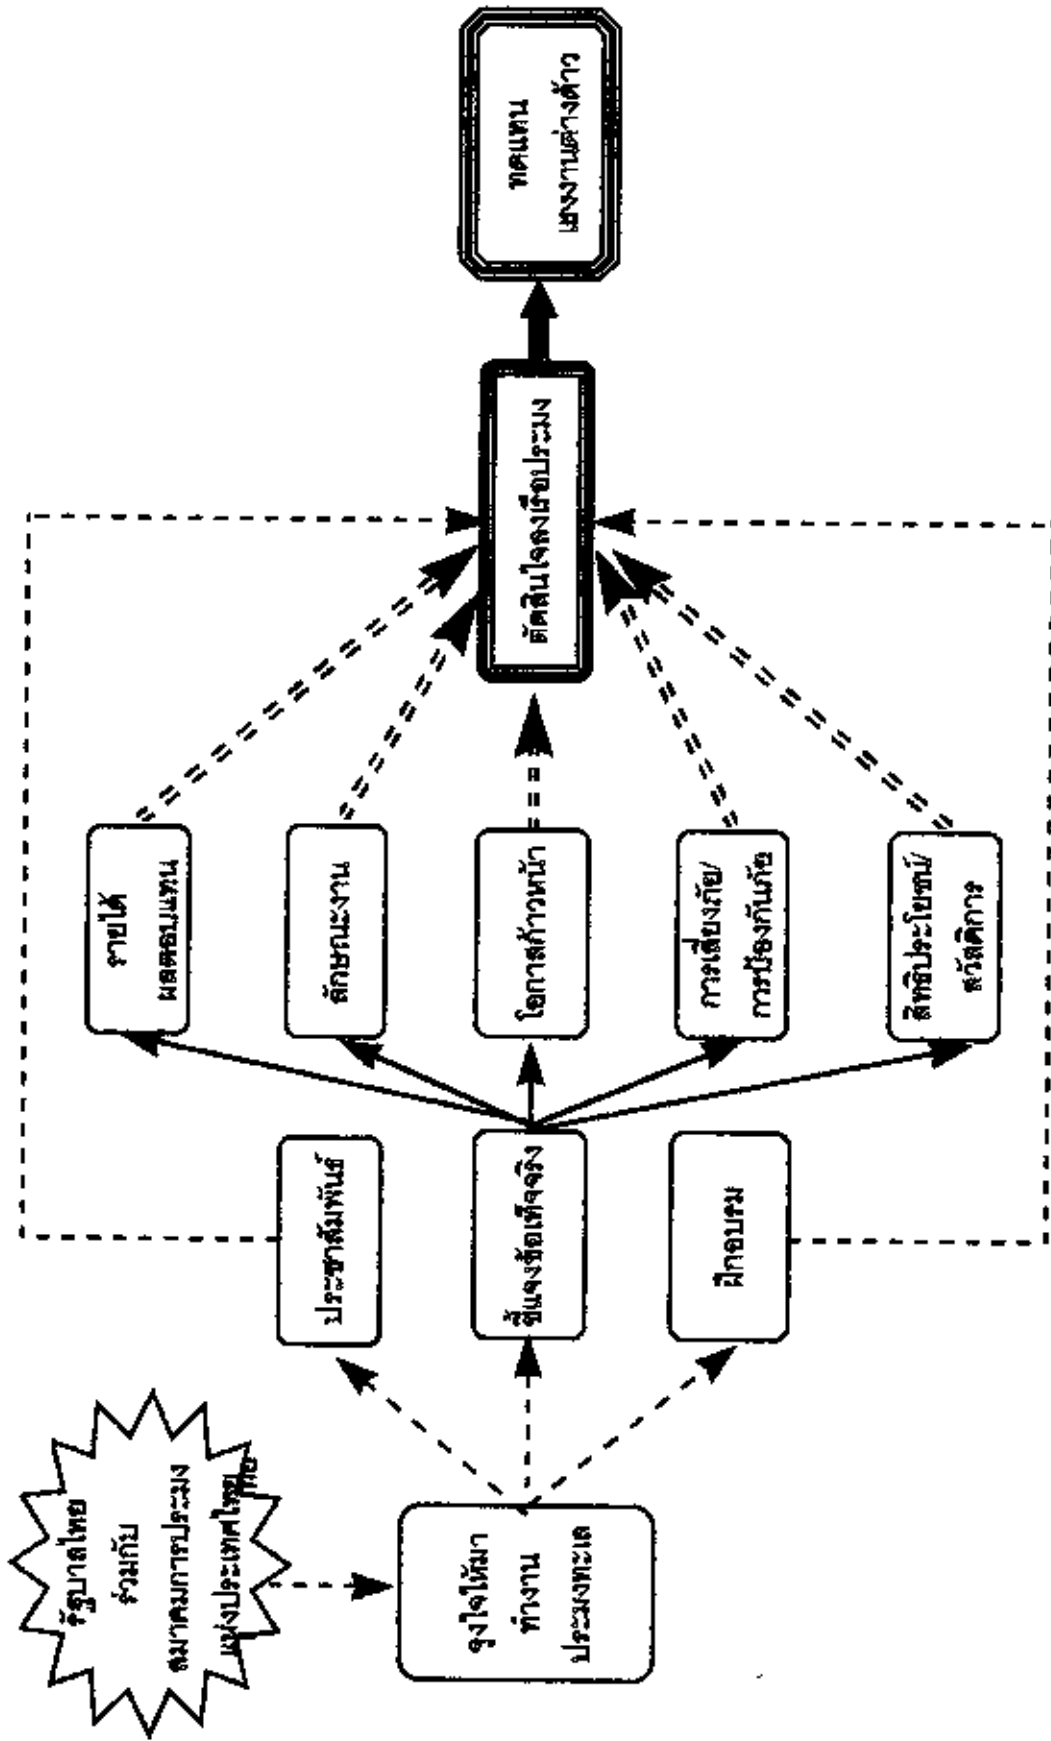 รัฐบาลไทย
ร่วมกับ
สมาคมการประมง
แห่งประเทศไทย
จูงใจให้มา
ทำงาน
ประมงทะเล
ประชาสัมพันธ์
ชี้แจงข้อเท็จจริง
ฝึกอบรม
รายได้
ผลตอบแทน
ลักษณะงาน
โอกาสก้าวหน้า
การเสี่ยงภัย/
การป้องกันภัย
สิทธิประโยชน์/
สวัสดิการ
ตัดสินใจลงเรือประมง
ทดแทน
แรงงานต่างด้าว